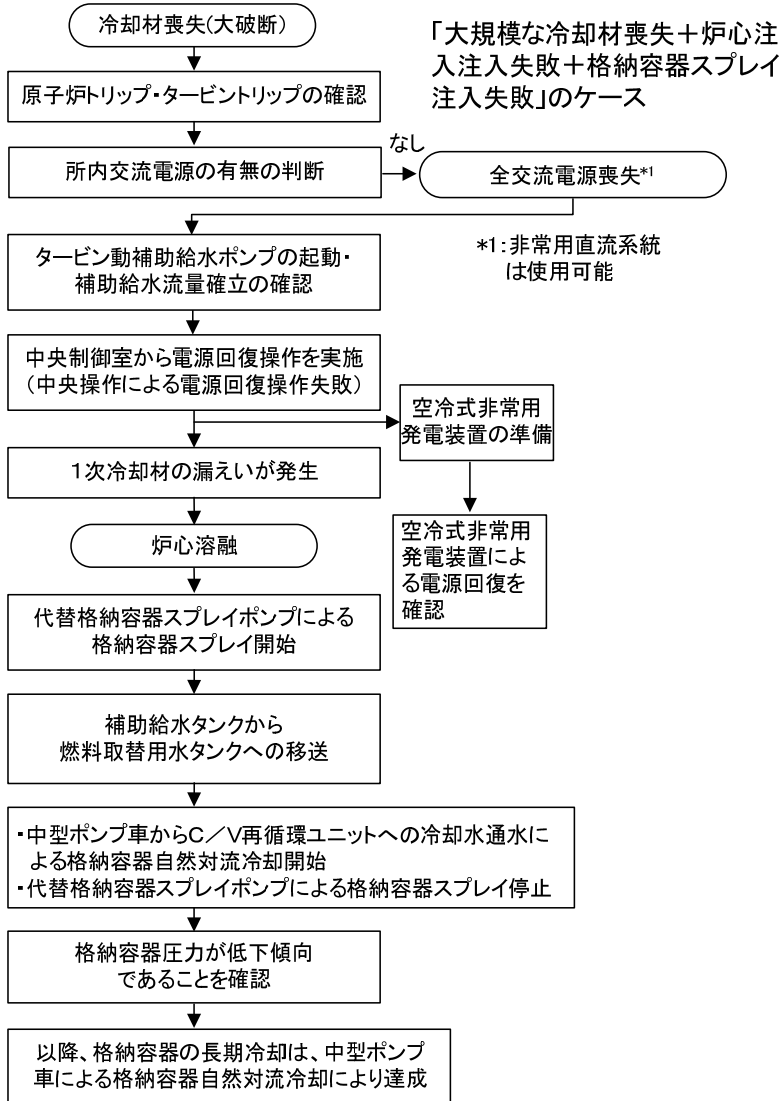 冷却材喪失(大破断)
「大規模な冷却材喪失+炉心注
入注入失敗+格納容器スプレイ
注入失敗」のケース
原子炉トリップ・タービントリップの確認
所内交流電源の有無の判断
なし
全交流電源喪失*1
*1:非常用直流系統
は使用可能
タービン動補助給水ポンプの起動・
補助給水流量確立の確認
中央制御室から電源回復操作を実施
(中央操作による電源回復操作失敗)
空冷式非常用
発電装置の準備
1次冷却材の漏えいが発生
空冷式非常用
発電装置によ
る電源回復を
確認
炉心溶融
代替格納容器スプレイポンプによる
格納容器スプレイ開始
補助給水タンクから
燃料取替用水タンクへの移送
・中型ポンプ車からC/V再循環ユニットへの冷却水通水に
よる格納容器自然対流冷却開始
・代替格納容器スプレイポンプによる格納容器スプレイ停止
格納容器圧力が低下傾向
であることを確認
以降、格納容器の長期冷却は、中型ポンプ
車による格納容器自然対流冷却により達成